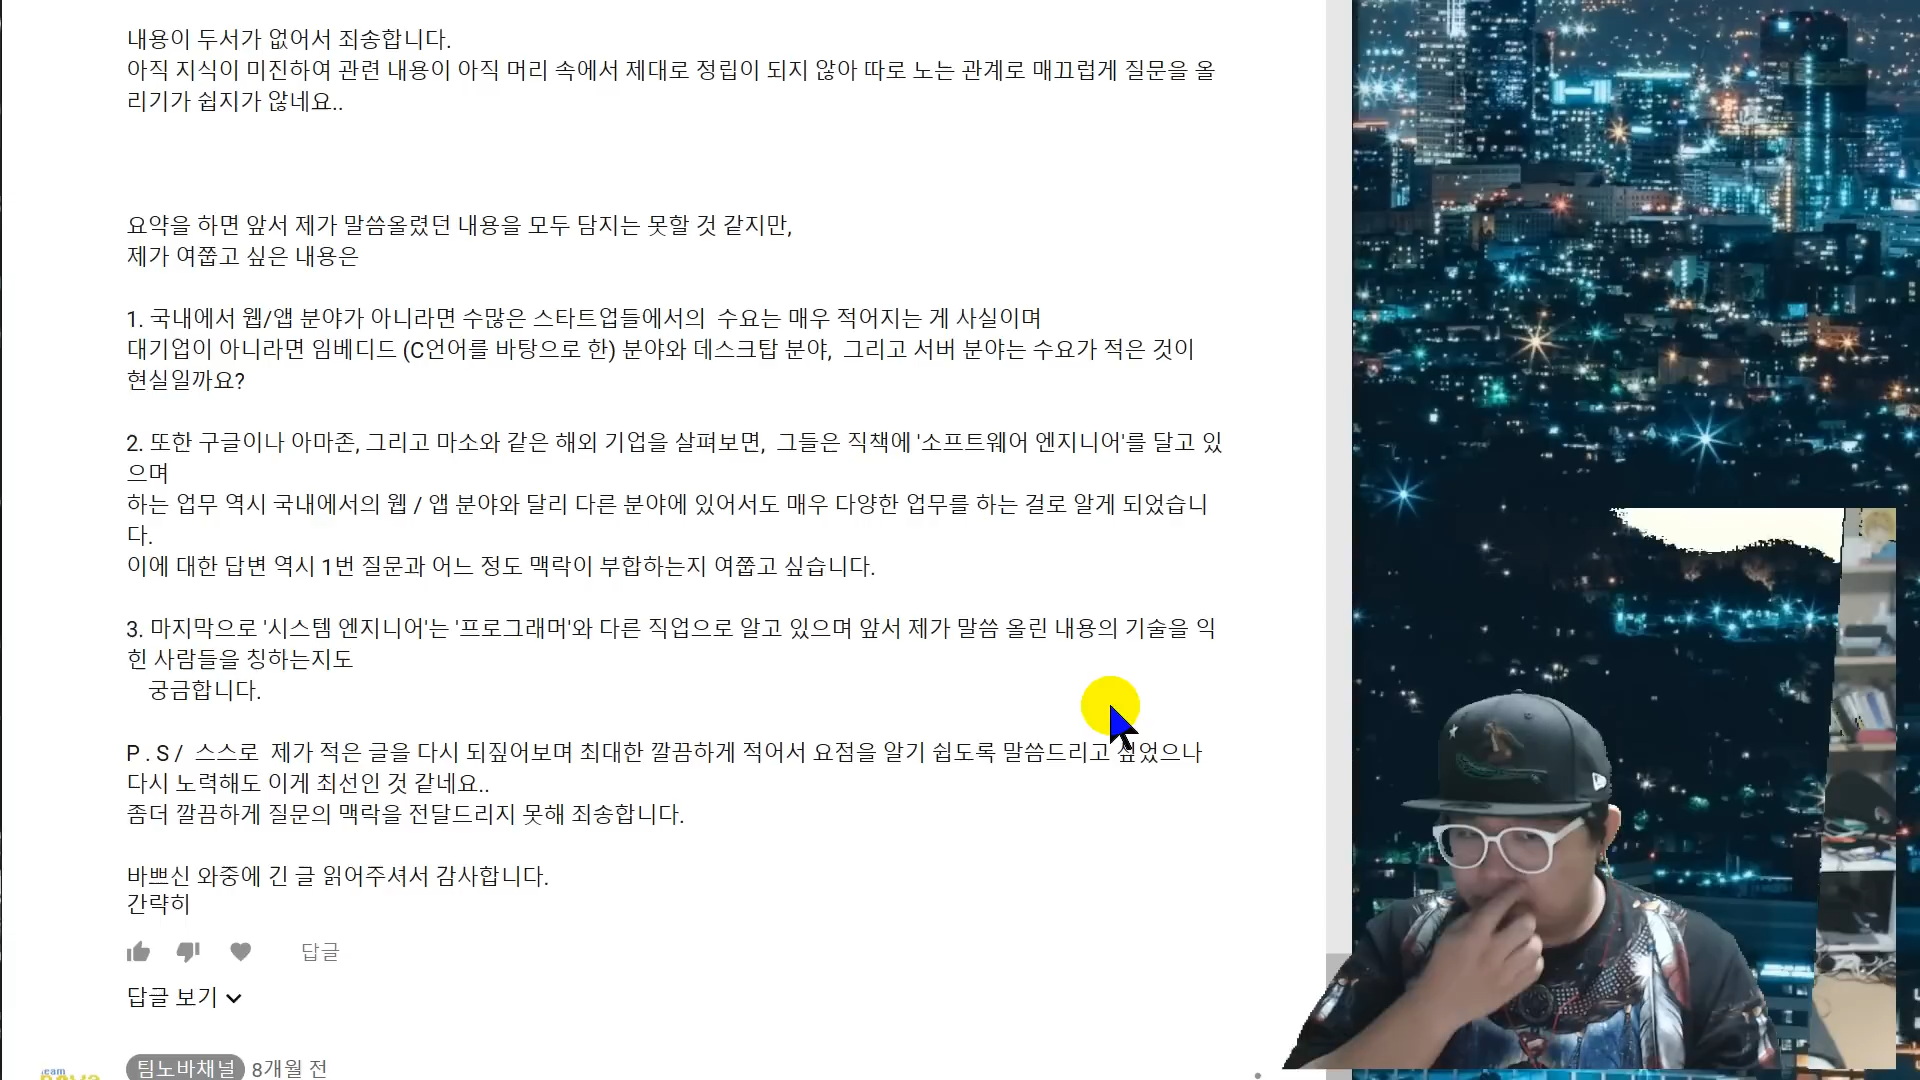 내용이 두서가 없어서 죄송합니다.
아직 지식이 미진하여 관련 내용이 아직 머리 속에서 제대로 정립이 되지 않아 따로 노는 관계로 매끄럽게 질문을 올
리기가 쉽지가 않네요..
요약을 하면 앞서 제가 말씀올렸던 내용을 모두 담지는 못할 것 같지만,
제가 여쭙고 싶은 내용은
1. 국내에서 웹/앱 분야가 아니라면 수많은 스타트업들에서의 수요는 매우 적어지는 게 사실이며
대기업이 아니라면 임베디드 (C언어를 바탕으로 한) 분야와 데스크탑 분야, 그리고 서버 분야는 수요가 적은 것이
현실일까요?
2. 또한 구글이나 아마존, 그리고 마소와 같은 해외 기업을 살펴보면, 그들은 직책에 '소프트웨어 엔지니어'를 달고 있
으며
하는 업무 역시 국내에서의 웹 / 앱 분야와 달리 다른 분야에 있어서도 매우 다양한 업무를 하는 걸로 알게 되었습니
다.
이에 대한 답변 역시 1번 질문과 어느 정도 맥락이 부합하는지 여쭙고 싶습니다.
3. 마지막으로 '시스템 엔지니어'는 '프로그래머'와 다른 직업으로 알고 있으며 앞서 제가 말씀 올린 내용의 기술을 익
힌 사람들을 칭하는지도
궁금합니다.
P . S / 스스로 제가 적은 글을 다시 되짚어보며 최대한 깔끔하게 적어서 요점을 알기 쉽도록 말씀드리고 싶었으나
다시 노력해도 이게 최선인 것 같네요..
좀더 깔끔하게 질문의 맥락을 전달드리지 못해 죄송합니다.
바쁘신 와중에 긴 글 읽어주셔서 감사합니다.
간략히
답글
답글 보기
팀노바채널 8개월 전